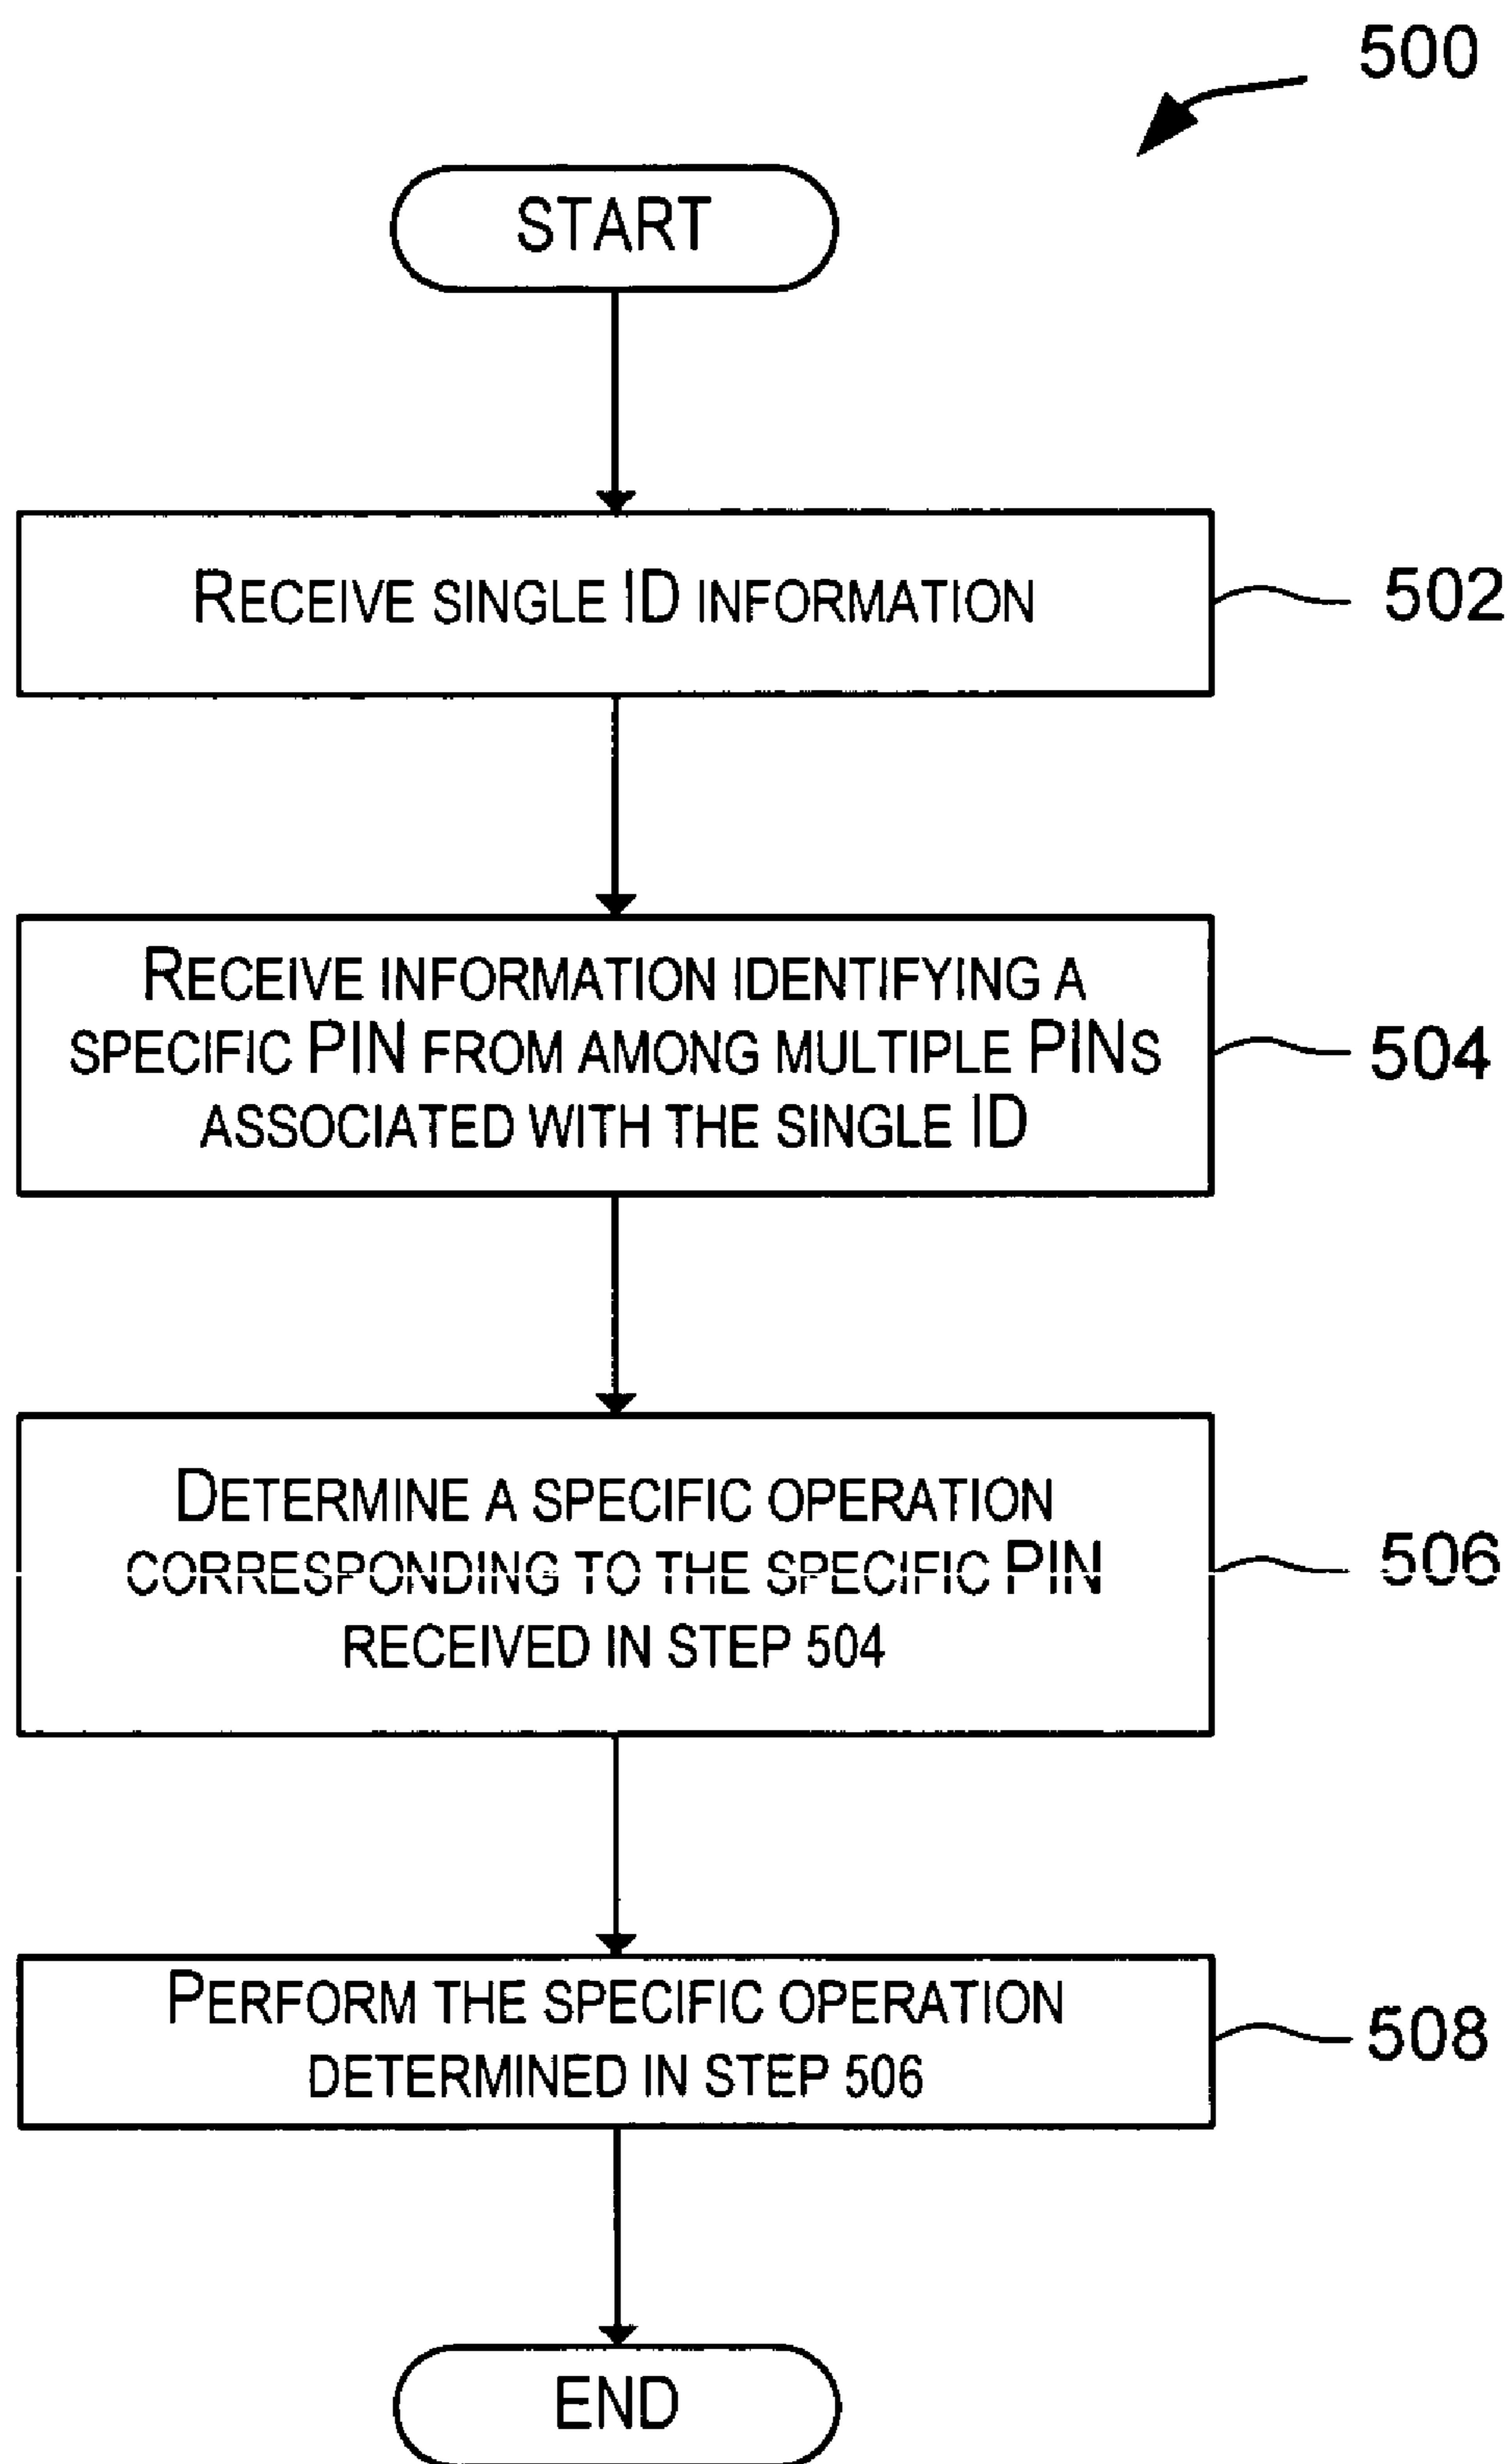 500
START
RECEIVE SINGLE ID INFORMATION
502
RECEIVE INFORMATION IDENTIFYING A
SPECIFIC PIN FROM AMONG MULTIPLE PINS
ASSOCIATED WITH THE SINGLE ID
504
DETERMINE A SPECIFIC OPERATION
CORRESPONDING TO THE SPECIFIC PIN
RECEIVED IN STEP 504
506
PERFORM THE SPECIFIC OPERATION
DETERMINED IN STEP 506
508
END